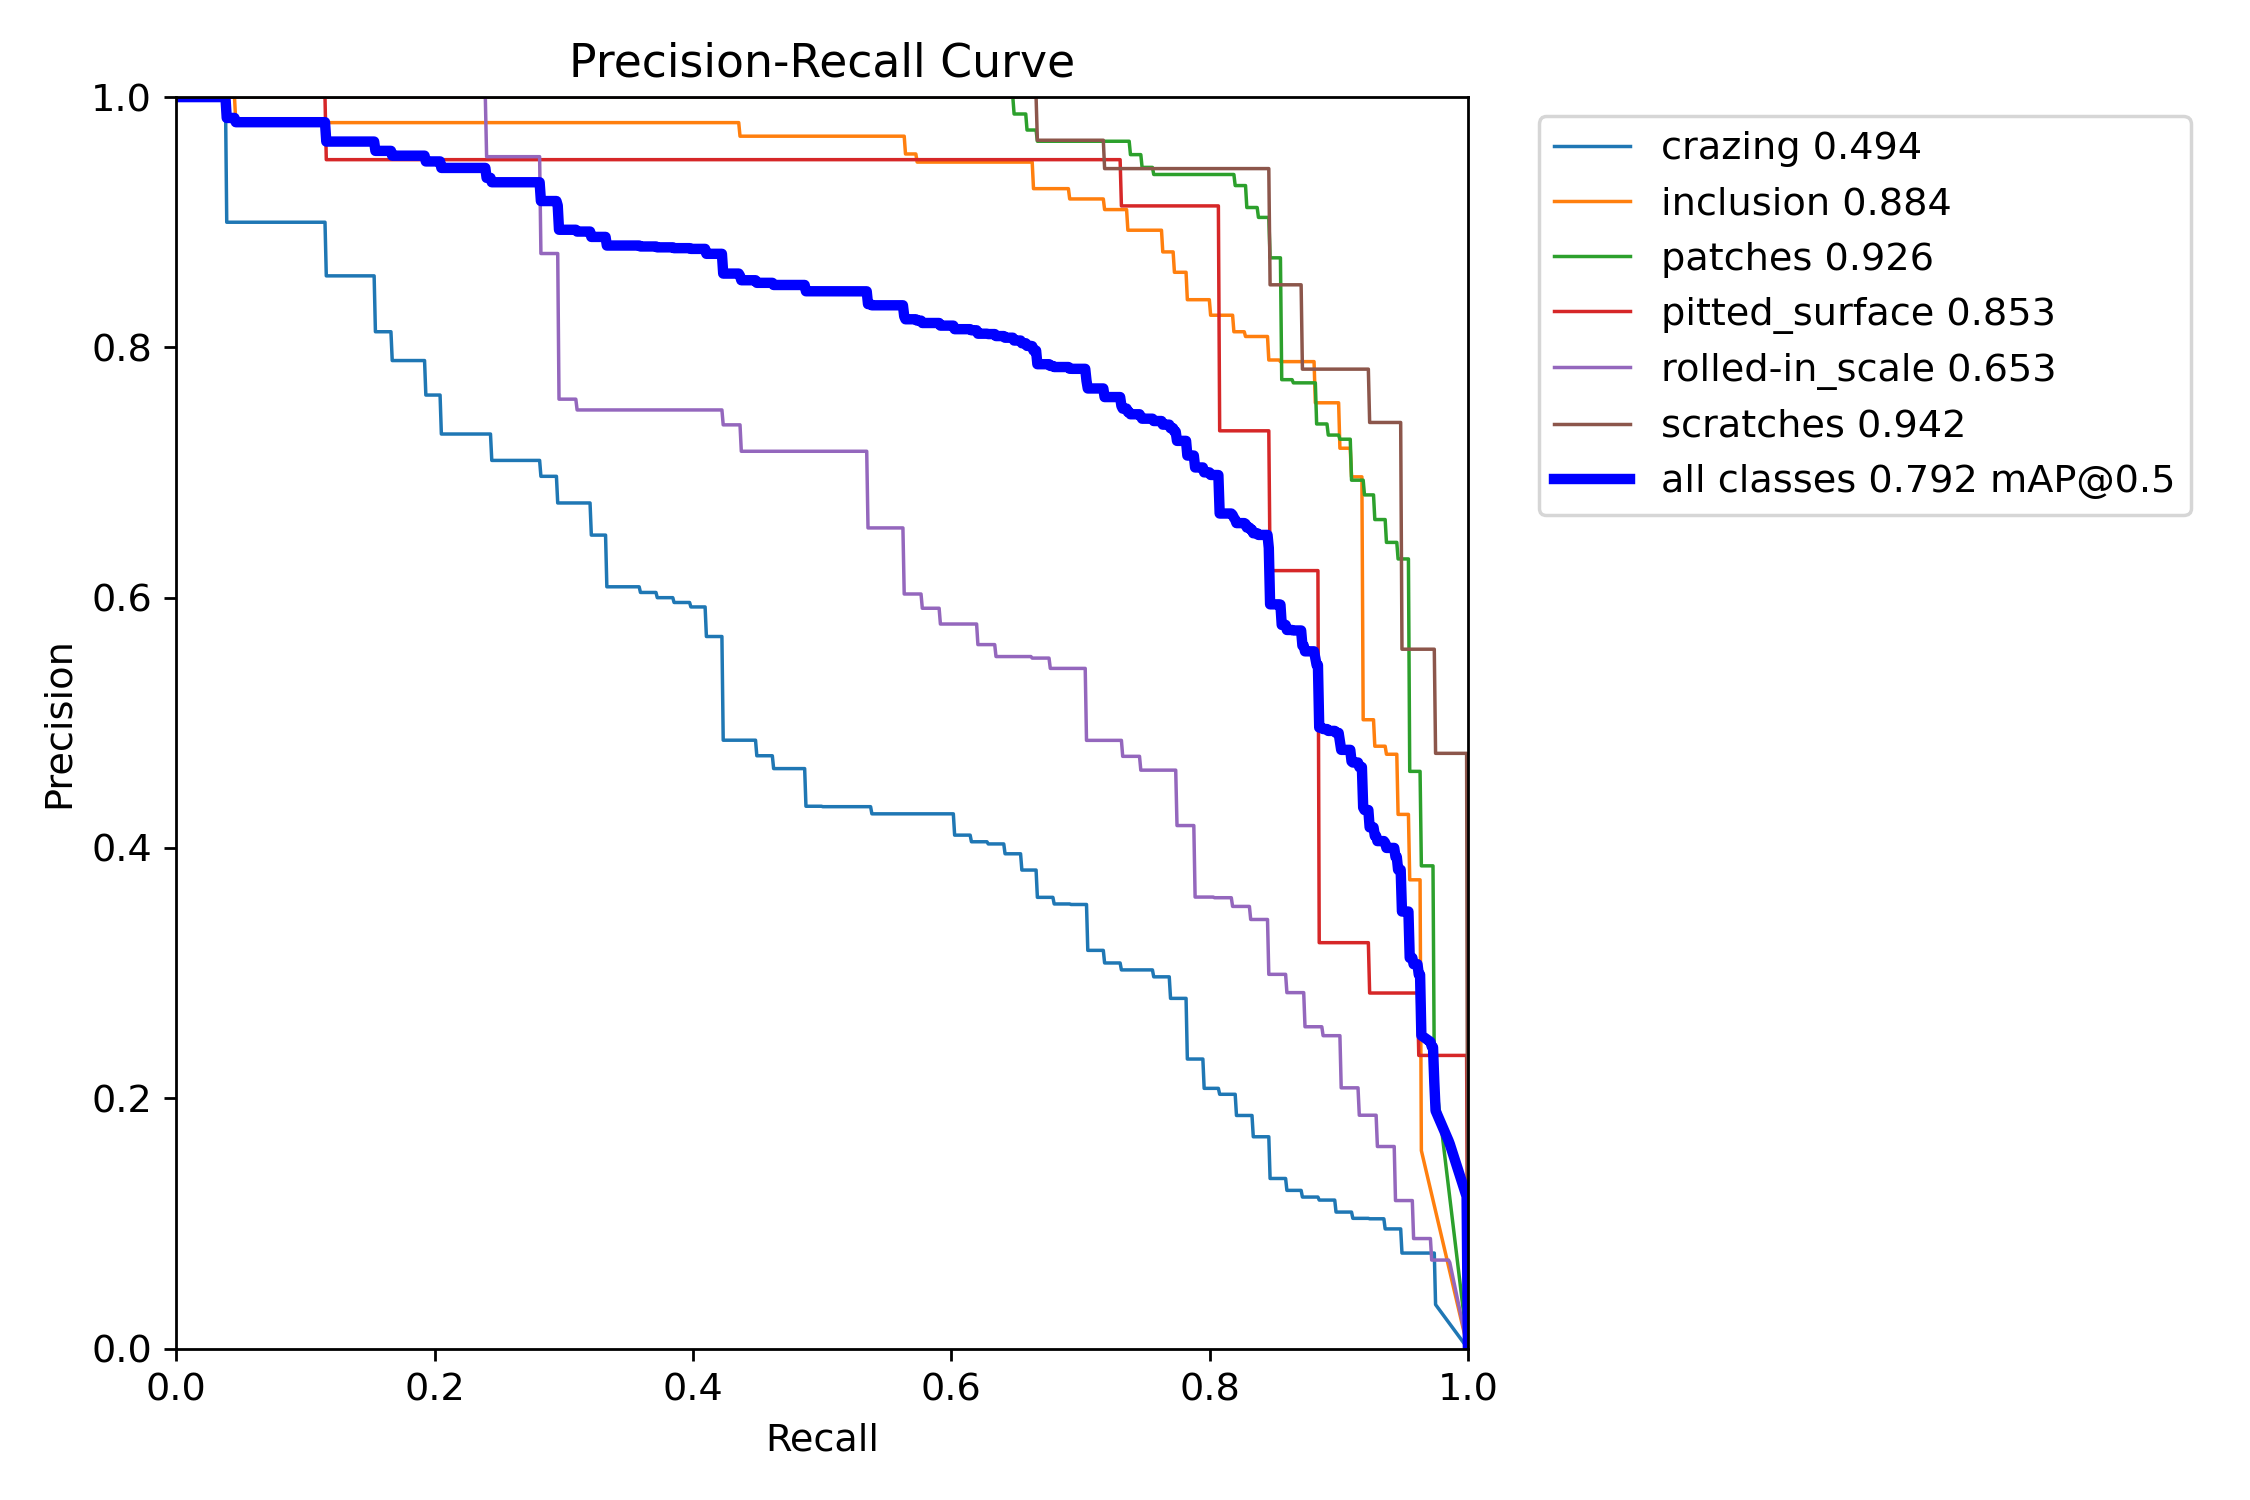 Precision-Recall Curve
1.0
0.8
0.6
0.4
0.2
0.0
Precision
0.0 0.2 0.4 0.6 0.8 1.0
Recall
crazing 0.494
inclusion 0.884
patches 0.926
pitted_surface 0.853
rolled-in_scale 0.653
scratches 0.942
all classes 0.792 mAP@0.5